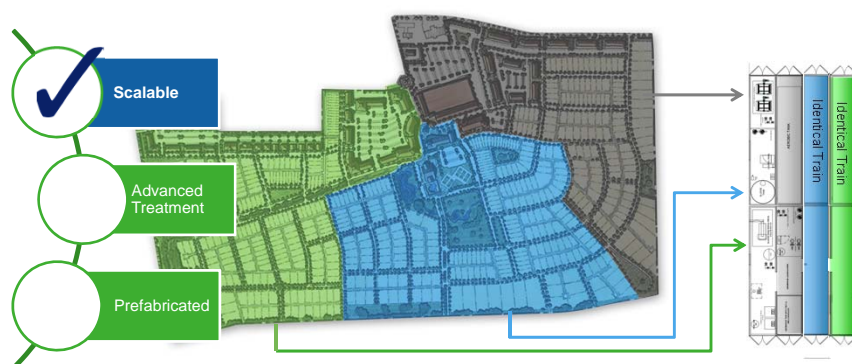 Scalable
Advanced
Treatment
Prefabricated
Identical Train
Identical Train